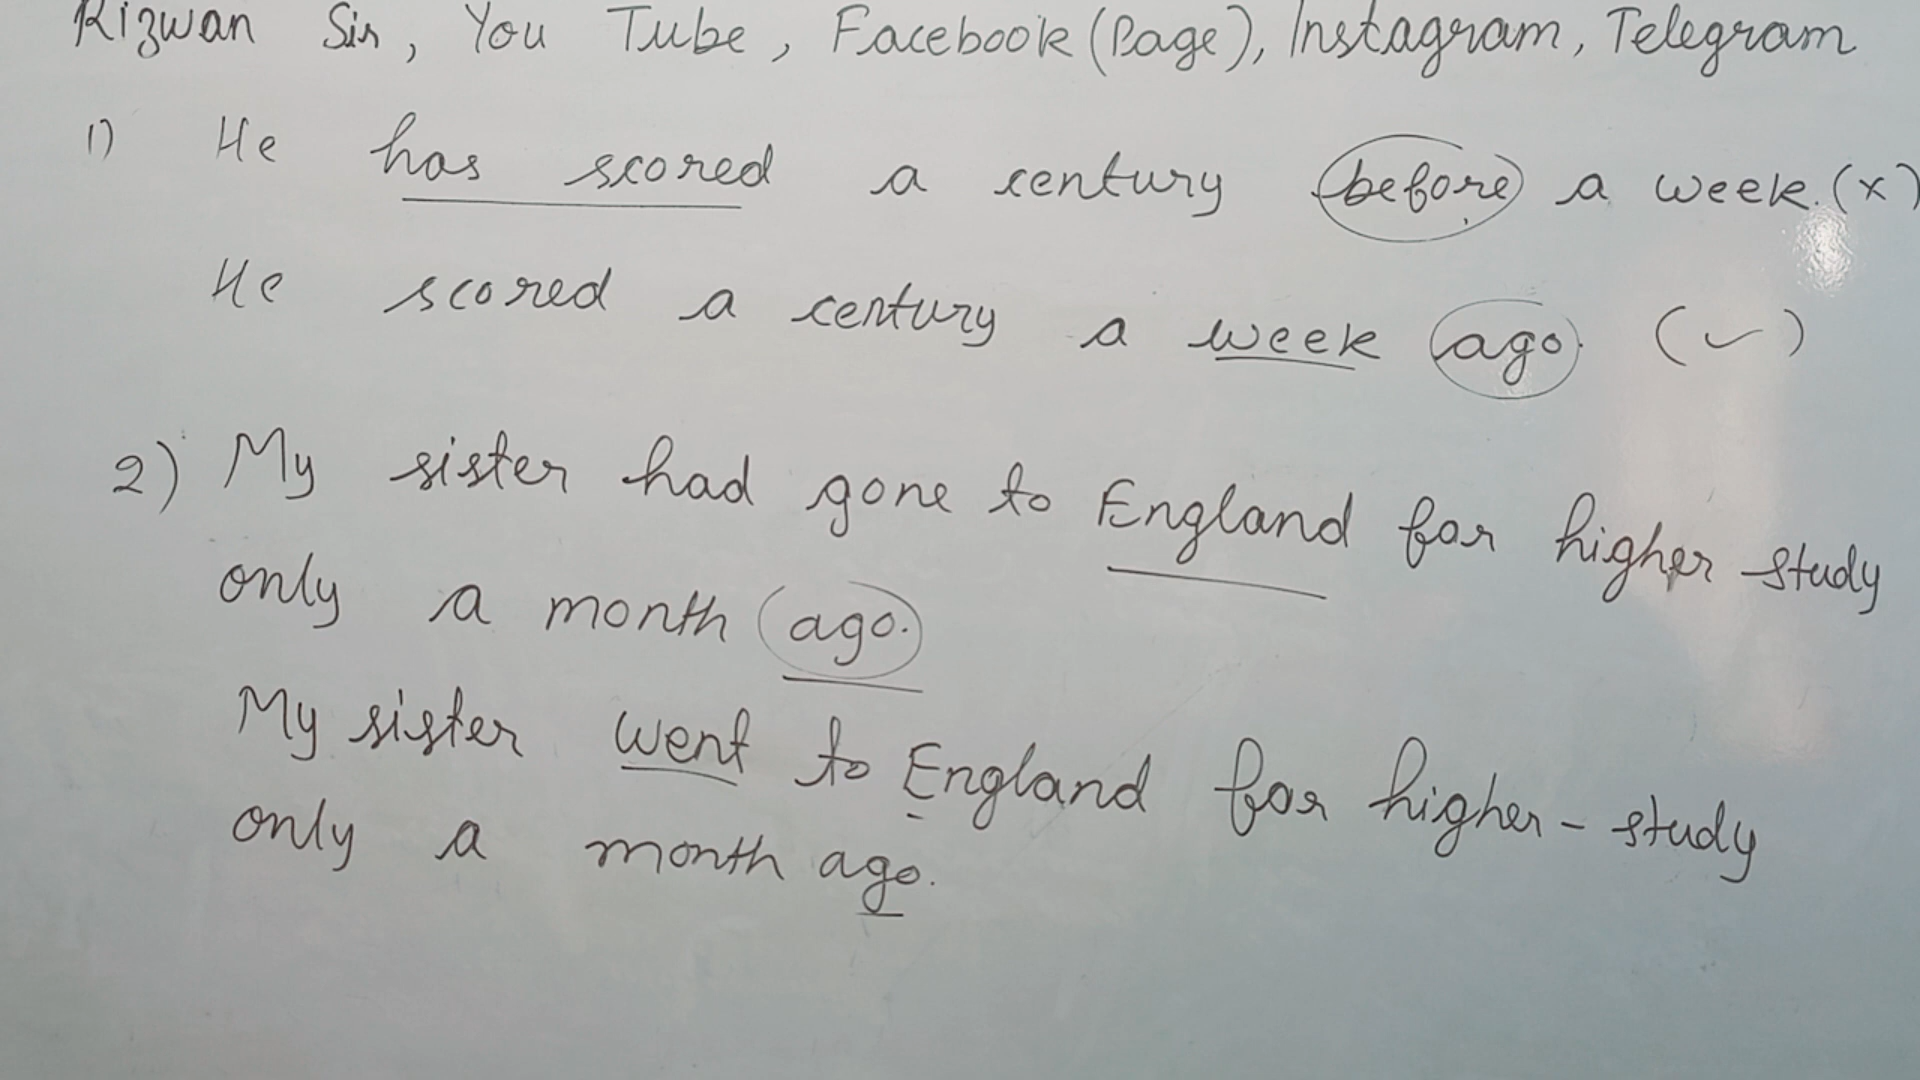 Rizwan Sir, You Tube, Facebook (Page), Instagram, Telegram
1) He has scored a century before a week. (x)
He scored a century a week ago. (✓)
2) My sister had gone to England for higher study
only a month ago.
My sister went to England for higher - study
only a month ago.